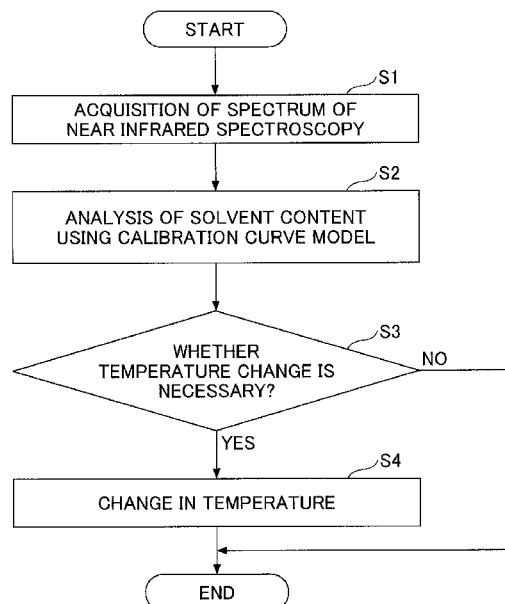 START
S1
ACQUISITION OF SPECTRUM OF
NEAR INFRARED SPECTROSCOPY
S2
ANALYSIS OF SOLVENT CONTENT
USING CALIBRATION CURVE MODEL
S3
WHETHER
TEMPERATURE CHANGE IS
NECESSARY?
NO
YES
S4
CHANGE IN TEMPERATURE
END